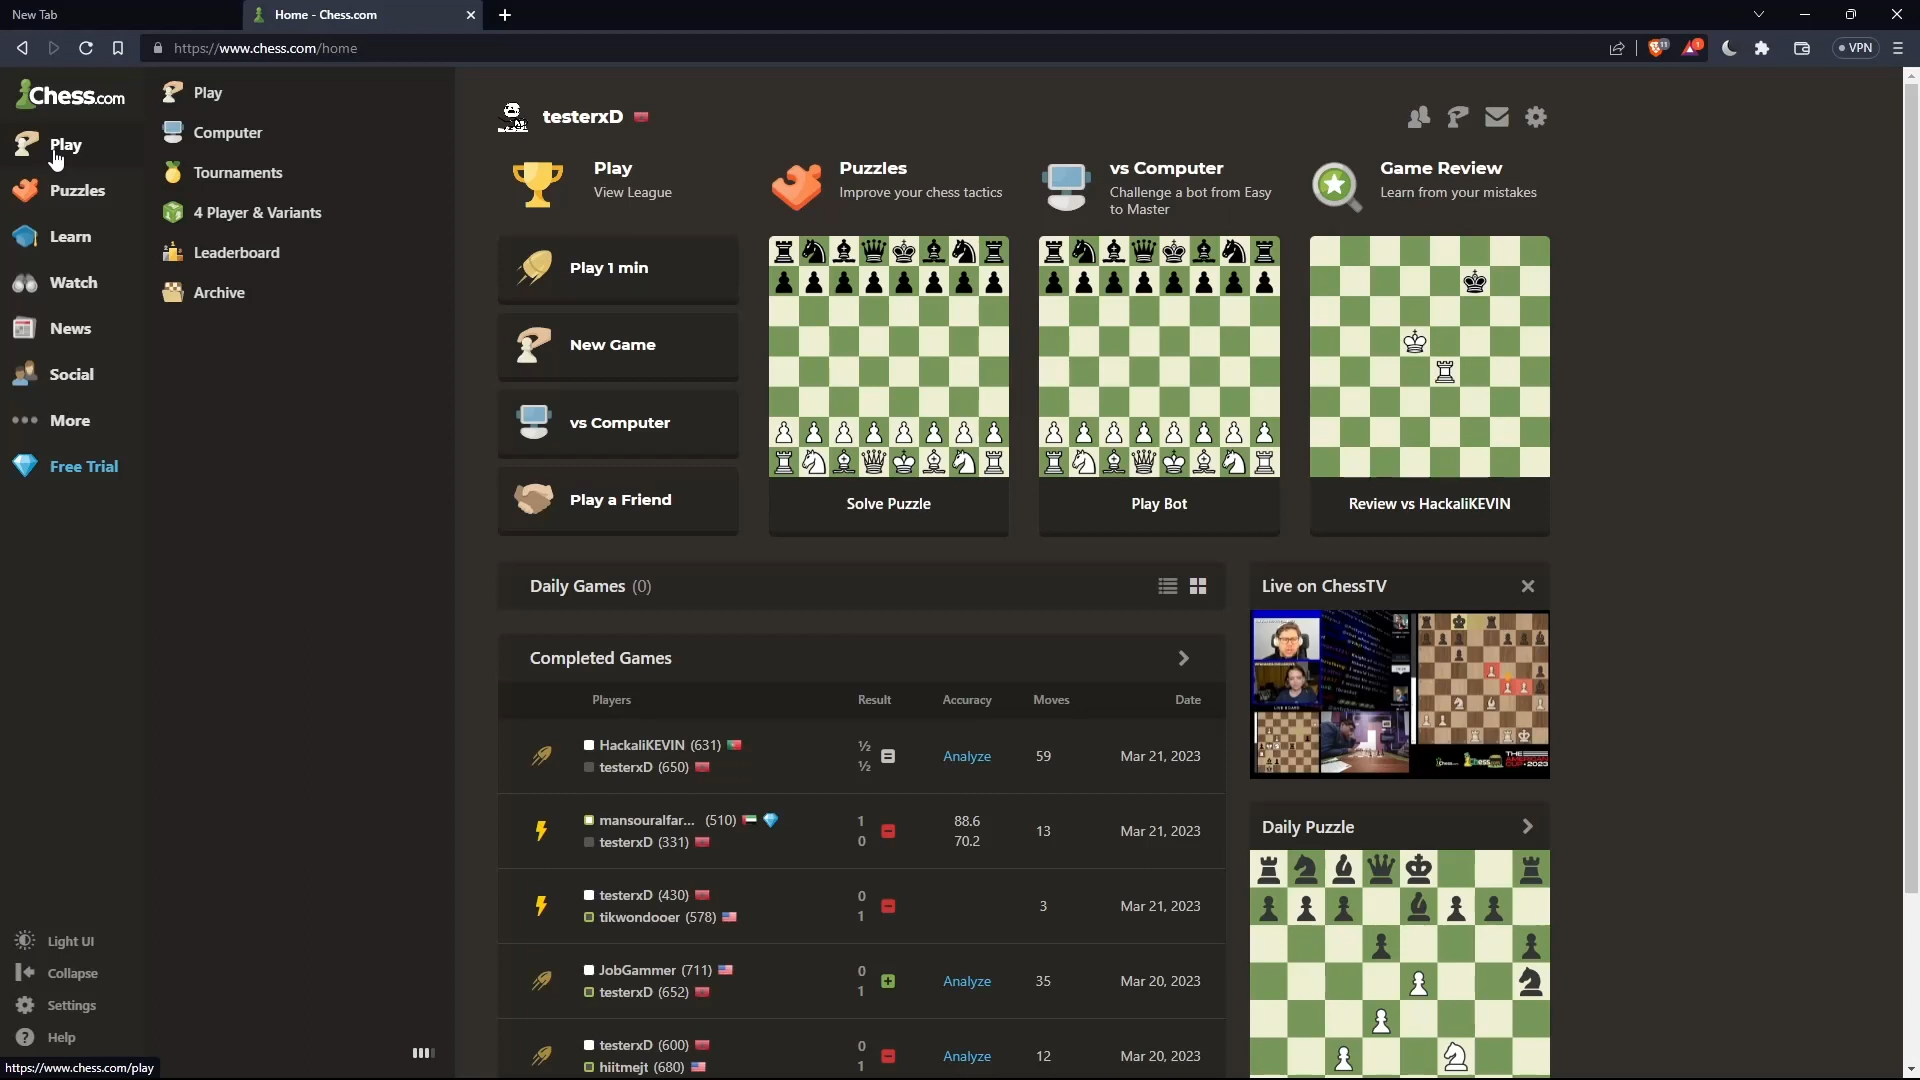 New Tab
Home - Chess.com
https://www.chess.com/home
11
1
VPN
Chess.com
Play
Puzzles
Learn
Watch
News
Social
More
Free Trial
Light UI
Collapse
Settings
Help
https://www.chess.com/play
Play
Computer
Tournaments
4 Player & Variants
Leaderboard
Archive
testerxD
Play
View League
Puzzles
Improve your chess tactics
vs Computer
Challenge a bot from Easy
to Master
Game Review
Learn from your mistakes
Play 1 min
New Game
vs Computer
Play a Friend
Solve Puzzle
Play Bot
Review vs HackaliKEVIN
Daily Games (0)
Completed Games
Players Result Accuracy Moves Date
HackaliKEVIN (631) ½
testerxD (650) ½
Analyze 59 Mar 21, 2023
mansouralfar... (510) 1 88.6
testerxD (331) 0 70.2
13 Mar 21, 2023
testerxD (430) 0
tikwondooer (578) 1
3 Mar 21, 2023
JobGammer (711) 0
testerxD (652) 1
Analyze 35 Mar 20, 2023
testerxD (600) 0
hiitmejt (680) 1
Analyze 12 Mar 20, 2023
Live on ChessTV
Daily Puzzle